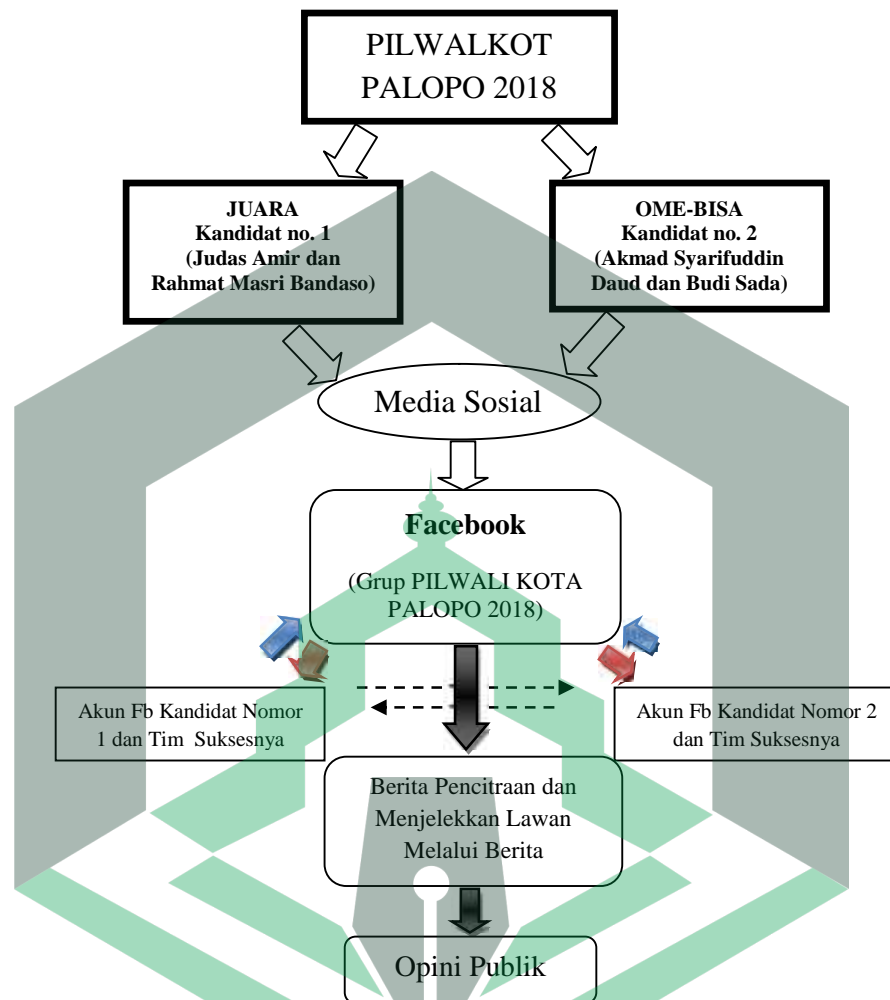 PILWALKOT
PALOPO 2018
JUARA
Kandidat no. 1
(Judas Amir dan
Rahmat Masri Bandaso)
OME-BISA
Kandidat no. 2
(Akmad Syarifuddin
Daud dan Budi Sada)
Media Sosial
Facebook
(Grup PILWALI KOTA
PALOPO 2018)
Akun Fb Kandidat Nomor
1 dan Tim Suksesnya
Akun Fb Kandidat Nomor 2
dan Tim Suksesnya
Berita Pencitraan dan
Menjelekkan Lawan
Melalui Berita
Opini Publik